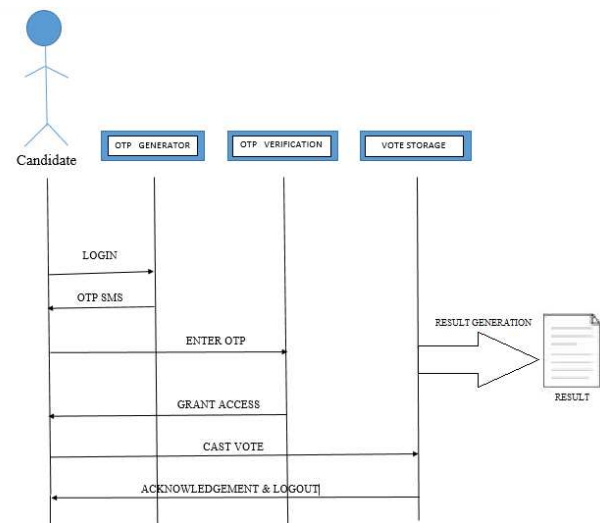 Candidate
OTP GENERATOR
OTP VERIFICATION
VOTE STORAGE
LOGIN
OTP SMS
RESULT GENERATION
ENTER OTP
RESULT
GRANT ACCESS
CAST VOTE
ACKNOWLEDGEMENT & LOGOUT